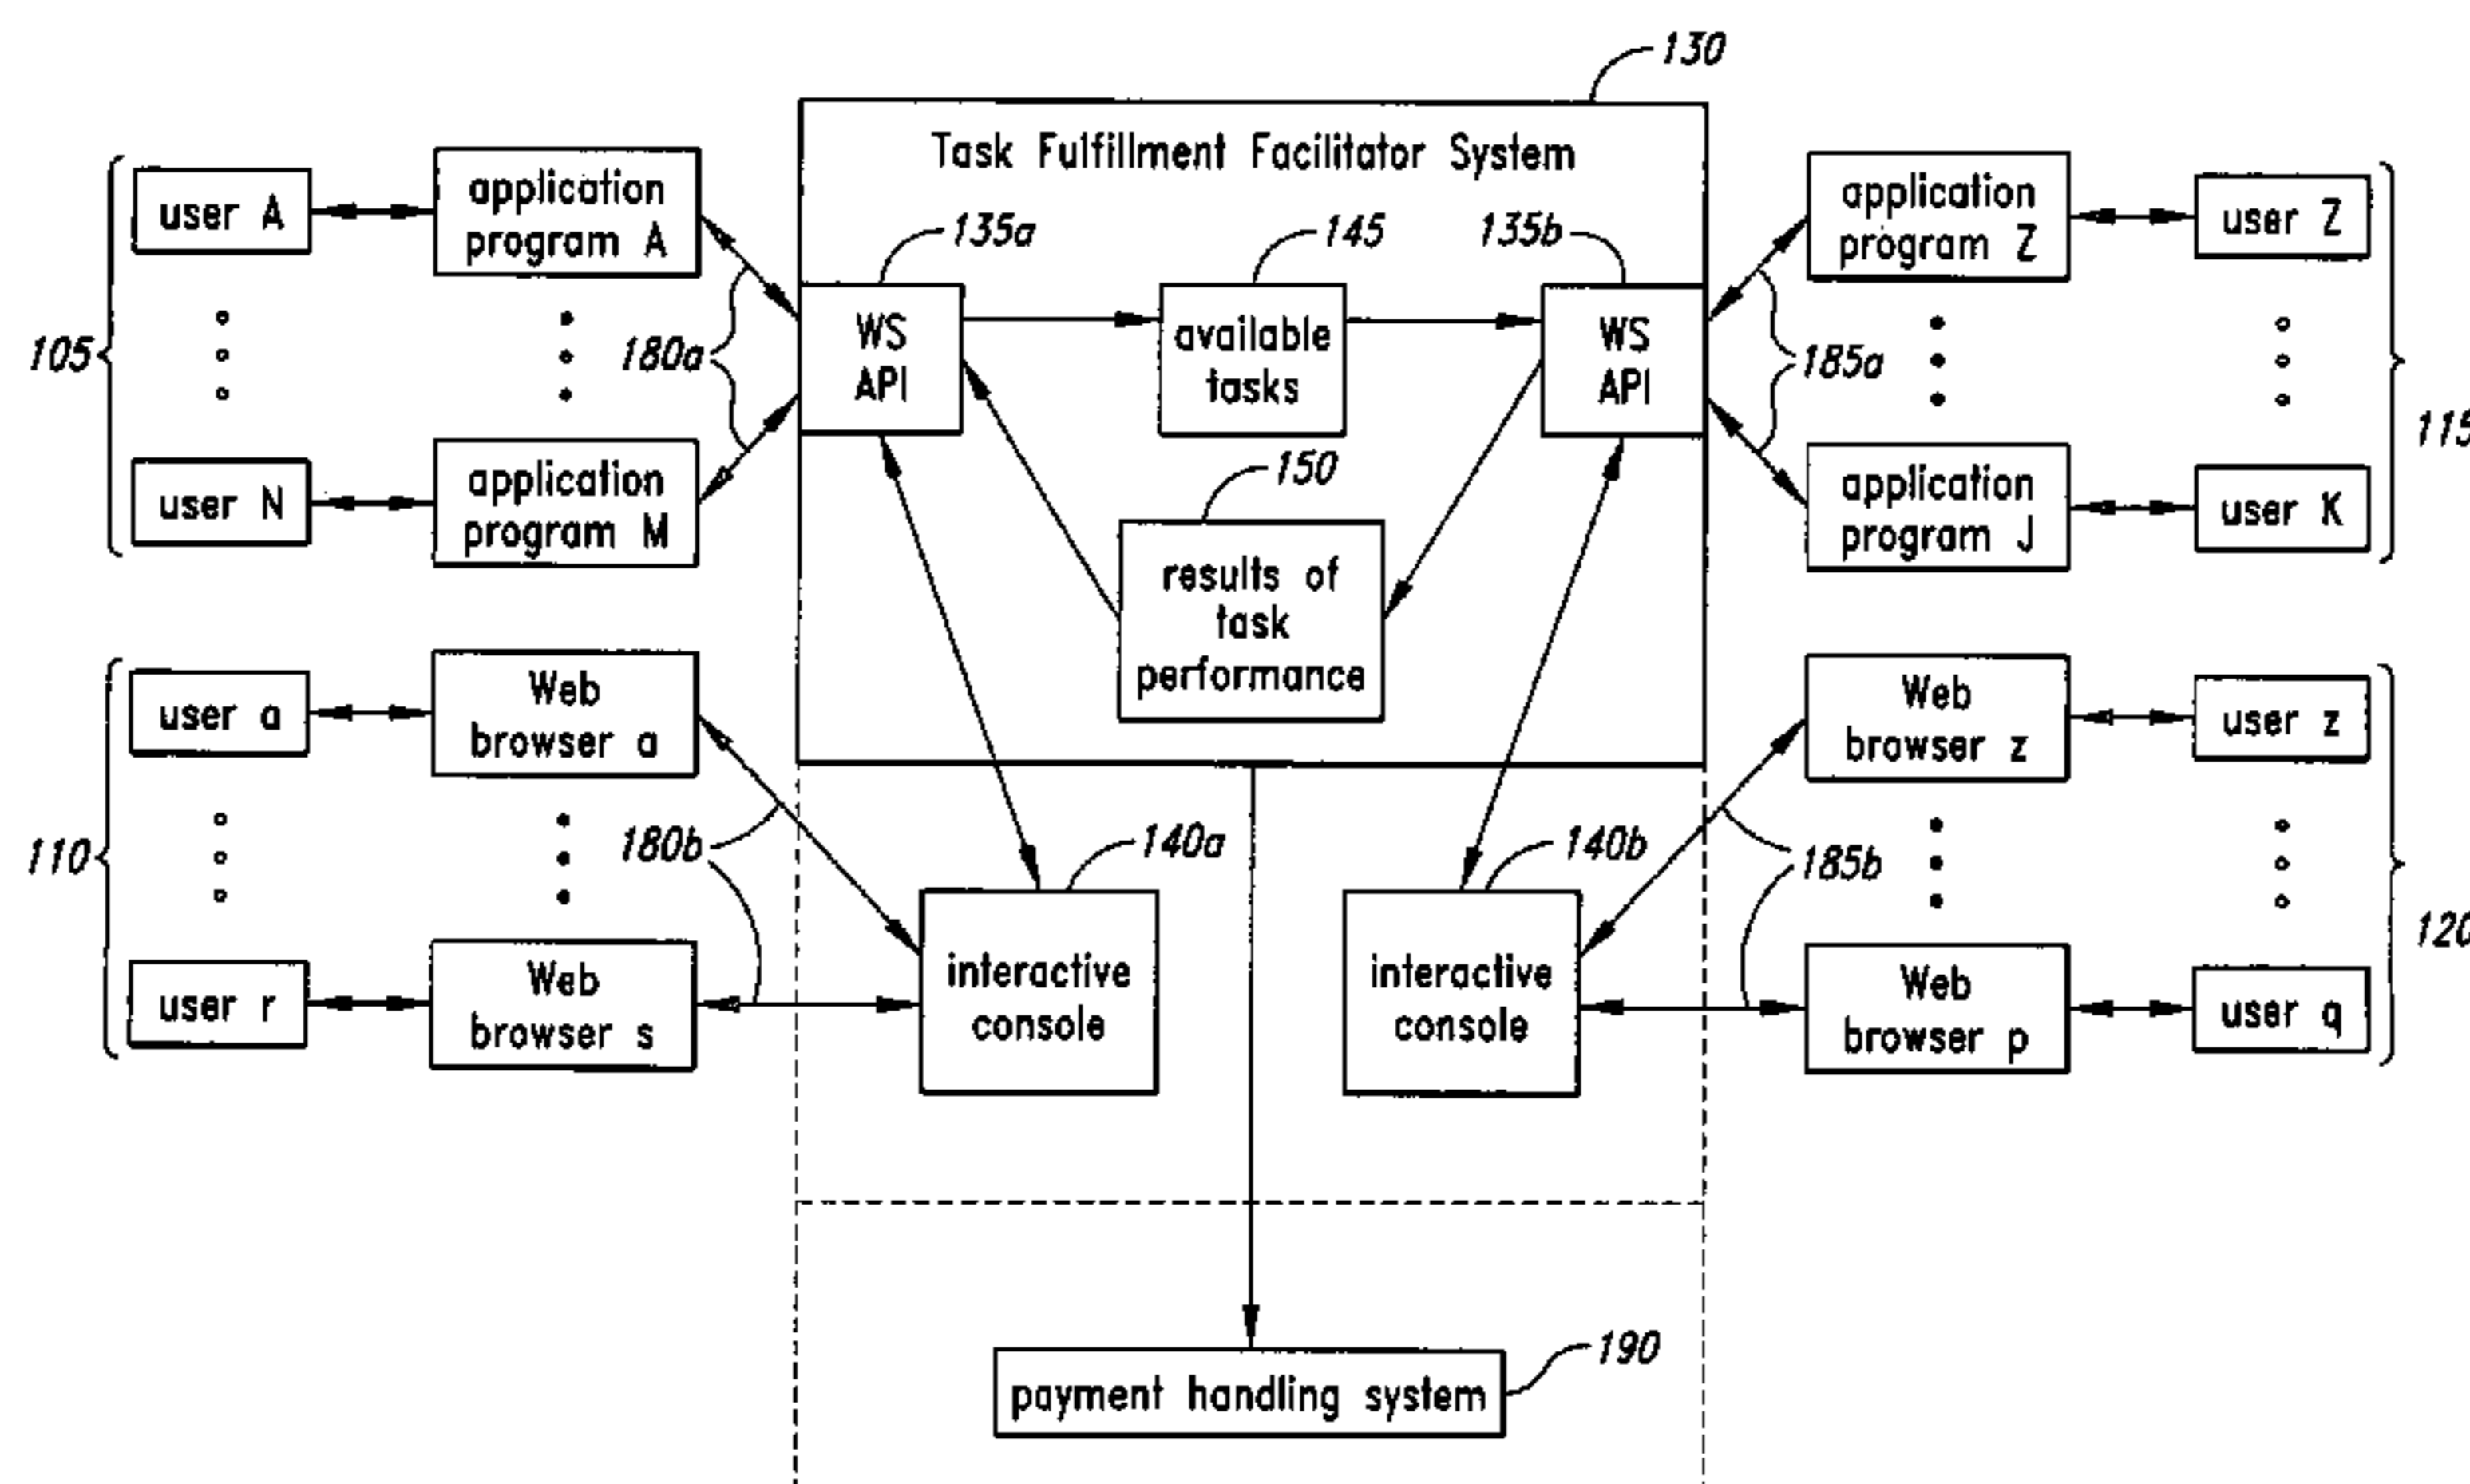 130
Task Fulfillment Facilitator System
user A
application
program A
135a
145
135b
application
program Z
user Z
105
180a
WS
API
available
tasks
WS
API
185a
115
user N
application
program M
150
application
program J
user K
results of
task
performance
user a
Web
browser a
Web
browser z
user z
110
180b
140a
140b
185b
120
user r
Web
browser s
interactive
console
interactive
console
Web
browser p
user q
190
payment handling system